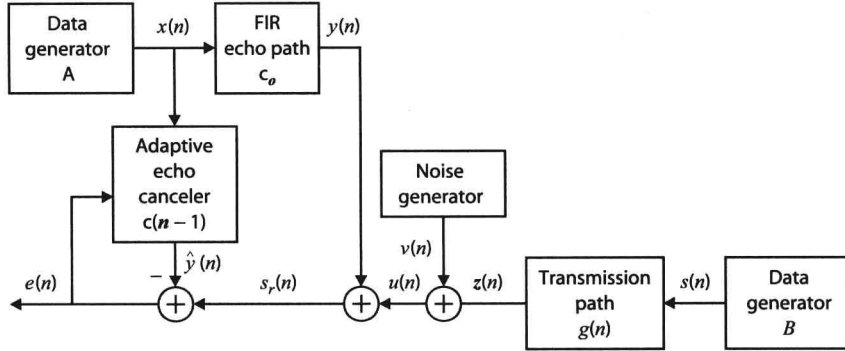 Data
generator
A
x(n)
FIR
echo path
c_o
y(n)
Adaptive
echo
canceler
c(n − 1)
Noise
generator
v(n)
e(n)
−
ŷ(n)
+
s_r(n)
+
u(n)
+
z(n)
Transmission
path
g(n)
s(n)
Data
generator
B